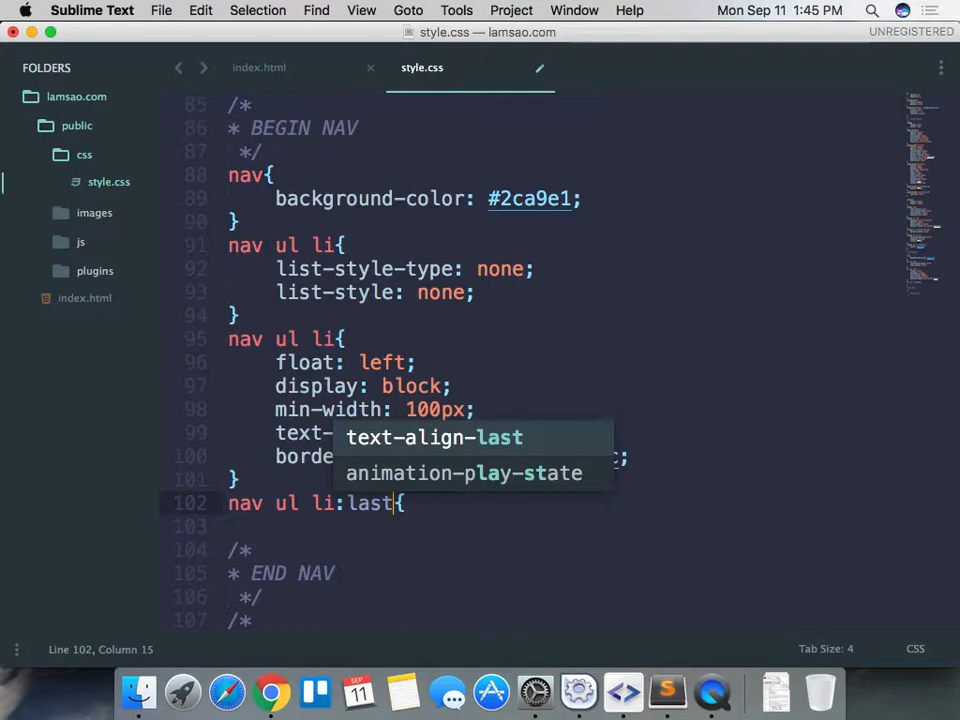 Sublime Text File Edit Selection Find View Goto Tools Project Window Help Mon Sep 11 1:45 PM
style.css — lamsao.com UNREGISTERED
FOLDERS
lamsao.com
public
css
style.css
images
js
plugins
index.html
index.html × style.css
85 /*
86 * BEGIN NAV
87 */
88 nav{
89 background-color: #2ca9e1;
90 }
91 nav ul li{
92 list-style-type: none;
93 list-style: none;
94 }
95 nav ul li{
96 float: left;
97 display: block;
98 min-width: 100px;
99 text-
text-align-last
100 borde c;
animation-play-state
101 }
102 nav ul li:last{
103
104 /*
105 * END NAV
106 */
107 /*
Line 102, Column 15 Tab Size: 4 CSS
SEP
11